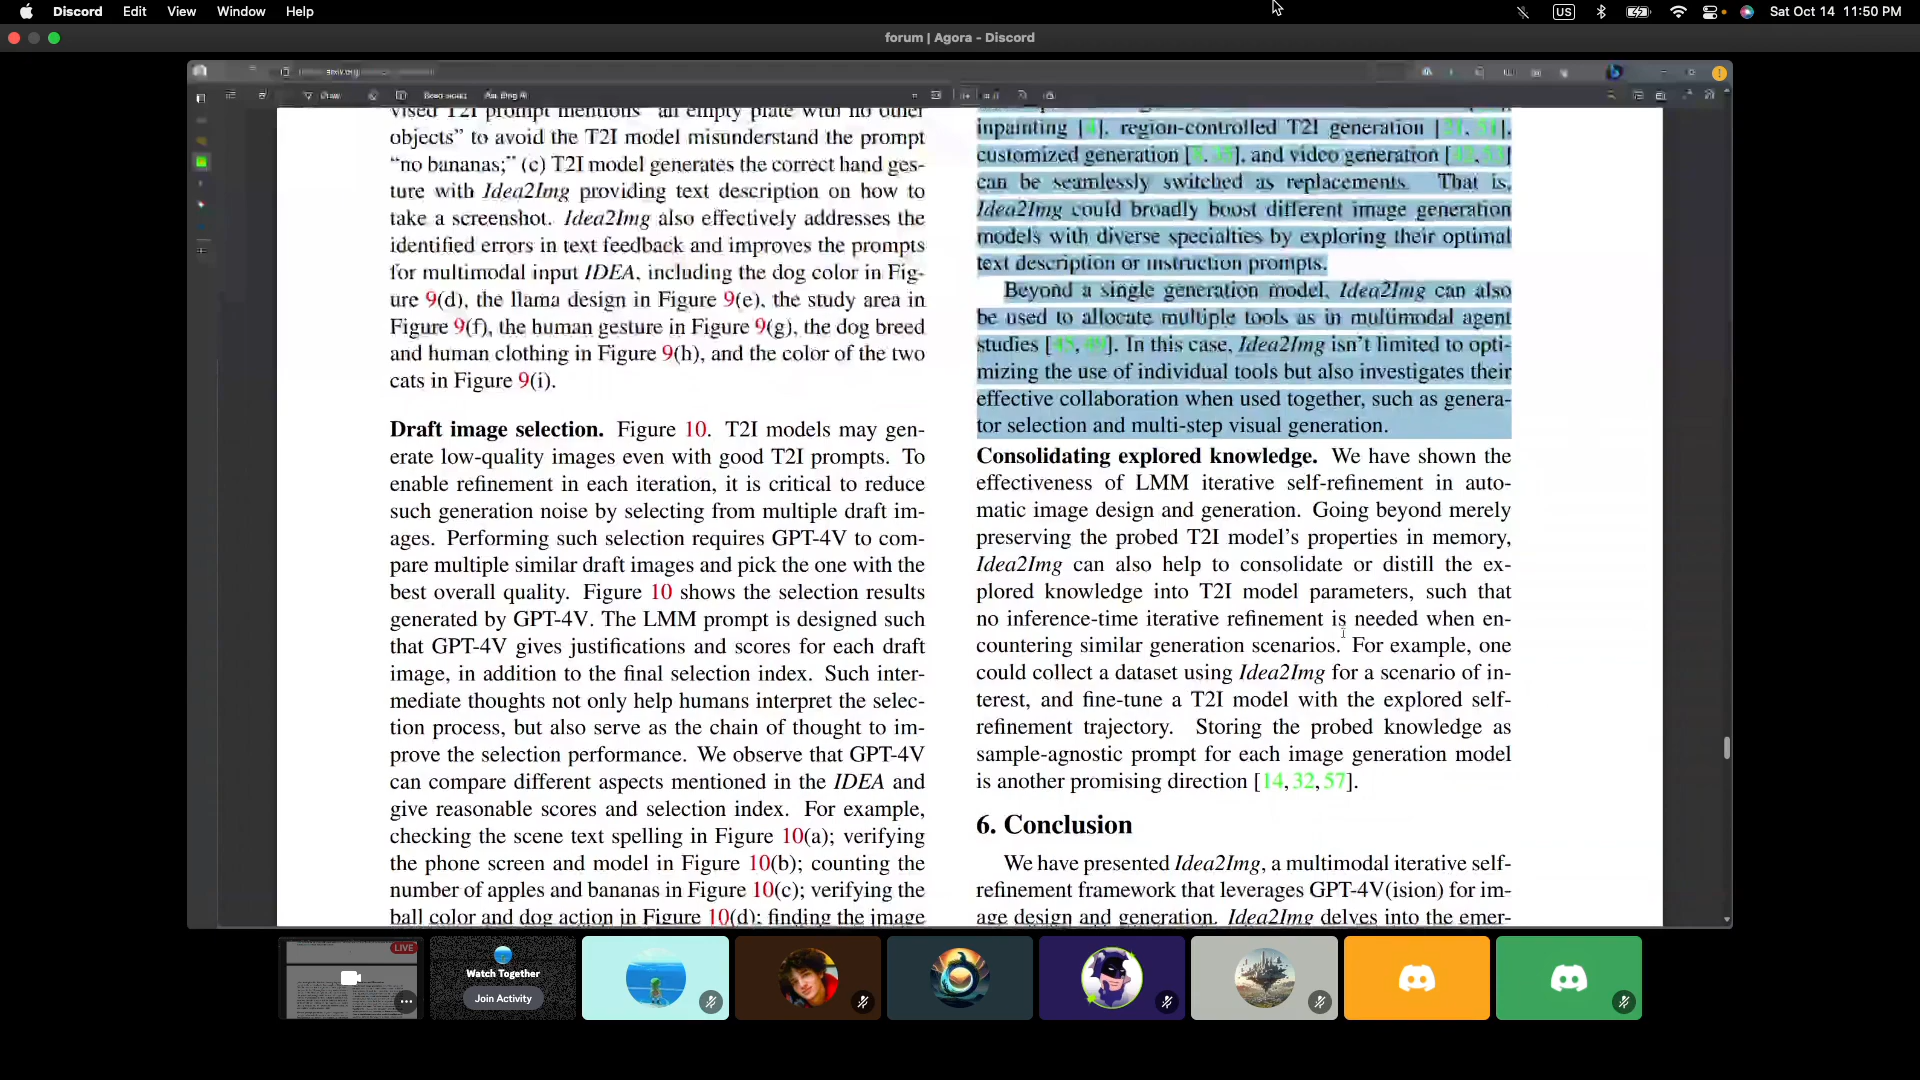 Discord
Edit
View
Window
Help
US
Sat Oct 14 11:50 PM
forum | Agora - Discord
vised T2I prompt mentions "an empty plate with no other
objects" to avoid the T2I model misunderstand the prompt
"no bananas;" (c) T2I model generates the correct hand ges-
ture with Idea2Img providing text description on how to
take a screenshot. Idea2Img also effectively addresses the
identified errors in text feedback and improves the prompts
for multimodal input IDEA, including the dog color in Fig-
ure 9(d), the llama design in Figure 9(e), the study area in
Figure 9(f), the human gesture in Figure 9(g), the dog breed
and human clothing in Figure 9(h), and the color of the two
cats in Figure 9(i).
Draft image selection. Figure 10. T2I models may gen-
erate low-quality images even with good T2I prompts. To
enable refinement in each iteration, it is critical to reduce
such generation noise by selecting from multiple draft im-
ages. Performing such selection requires GPT-4V to com-
pare multiple similar draft images and pick the one with the
best overall quality. Figure 10 shows the selection results
generated by GPT-4V. The LMM prompt is designed such
that GPT-4V gives justifications and scores for each draft
image, in addition to the final selection index. Such inter-
mediate thoughts not only help humans interpret the selec-
tion process, but also serve as the chain of thought to im-
prove the selection performance. We observe that GPT-4V
can compare different aspects mentioned in the IDEA and
give reasonable scores and selection index. For example,
checking the scene text spelling in Figure 10(a); verifying
the phone screen and model in Figure 10(b); counting the
number of apples and bananas in Figure 10(c); verifying the
ball color and dog action in Figure 10(d); finding the image
inpainting [ ], region-controlled T2I generation [ ],
customized generation [ ], and video generation [ ]
can be seamlessly switched as replacements. That is,
Idea2Img could broadly boost different image generation
models with diverse specialties by exploring their optimal
text description or instruction prompts.
Beyond a single generation model, Idea2Img can also
be used to allocate multiple tools as in multimodal agent
studies [ ]. In this case, Idea2Img isn't limited to opti-
mizing the use of individual tools but also investigates their
effective collaboration when used together, such as genera-
tor selection and multi-step visual generation.
Consolidating explored knowledge. We have shown the
effectiveness of LMM iterative self-refinement in auto-
matic image design and generation. Going beyond merely
preserving the probed T2I model's properties in memory,
Idea2Img can also help to consolidate or distill the ex-
plored knowledge into T2I model parameters, such that
no inference-time iterative refinement is needed when en-
countering similar generation scenarios. For example, one
could collect a dataset using Idea2Img for a scenario of in-
terest, and fine-tune a T2I model with the explored self-
refinement trajectory. Storing the probed knowledge as
sample-agnostic prompt for each image generation model
is another promising direction [14, 32, 57].
6. Conclusion
We have presented Idea2Img, a multimodal iterative self-
refinement framework that leverages GPT-4V(ision) for im-
age design and generation. Idea2Img delves into the emer-
LIVE
Watch Together
Join Activity